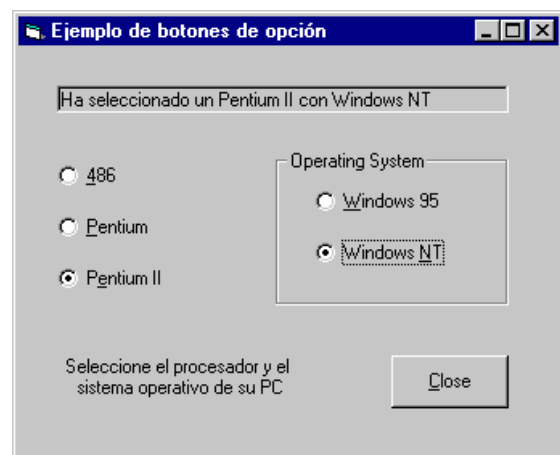 Ejemplo de botones de opción
Ha seleccionado un Pentium II con Windows NT
486
Pentium
Pentium II
Operating System
Windows 95
Windows NT
Seleccione el procesador y el
sistema operativo de su PC
Close